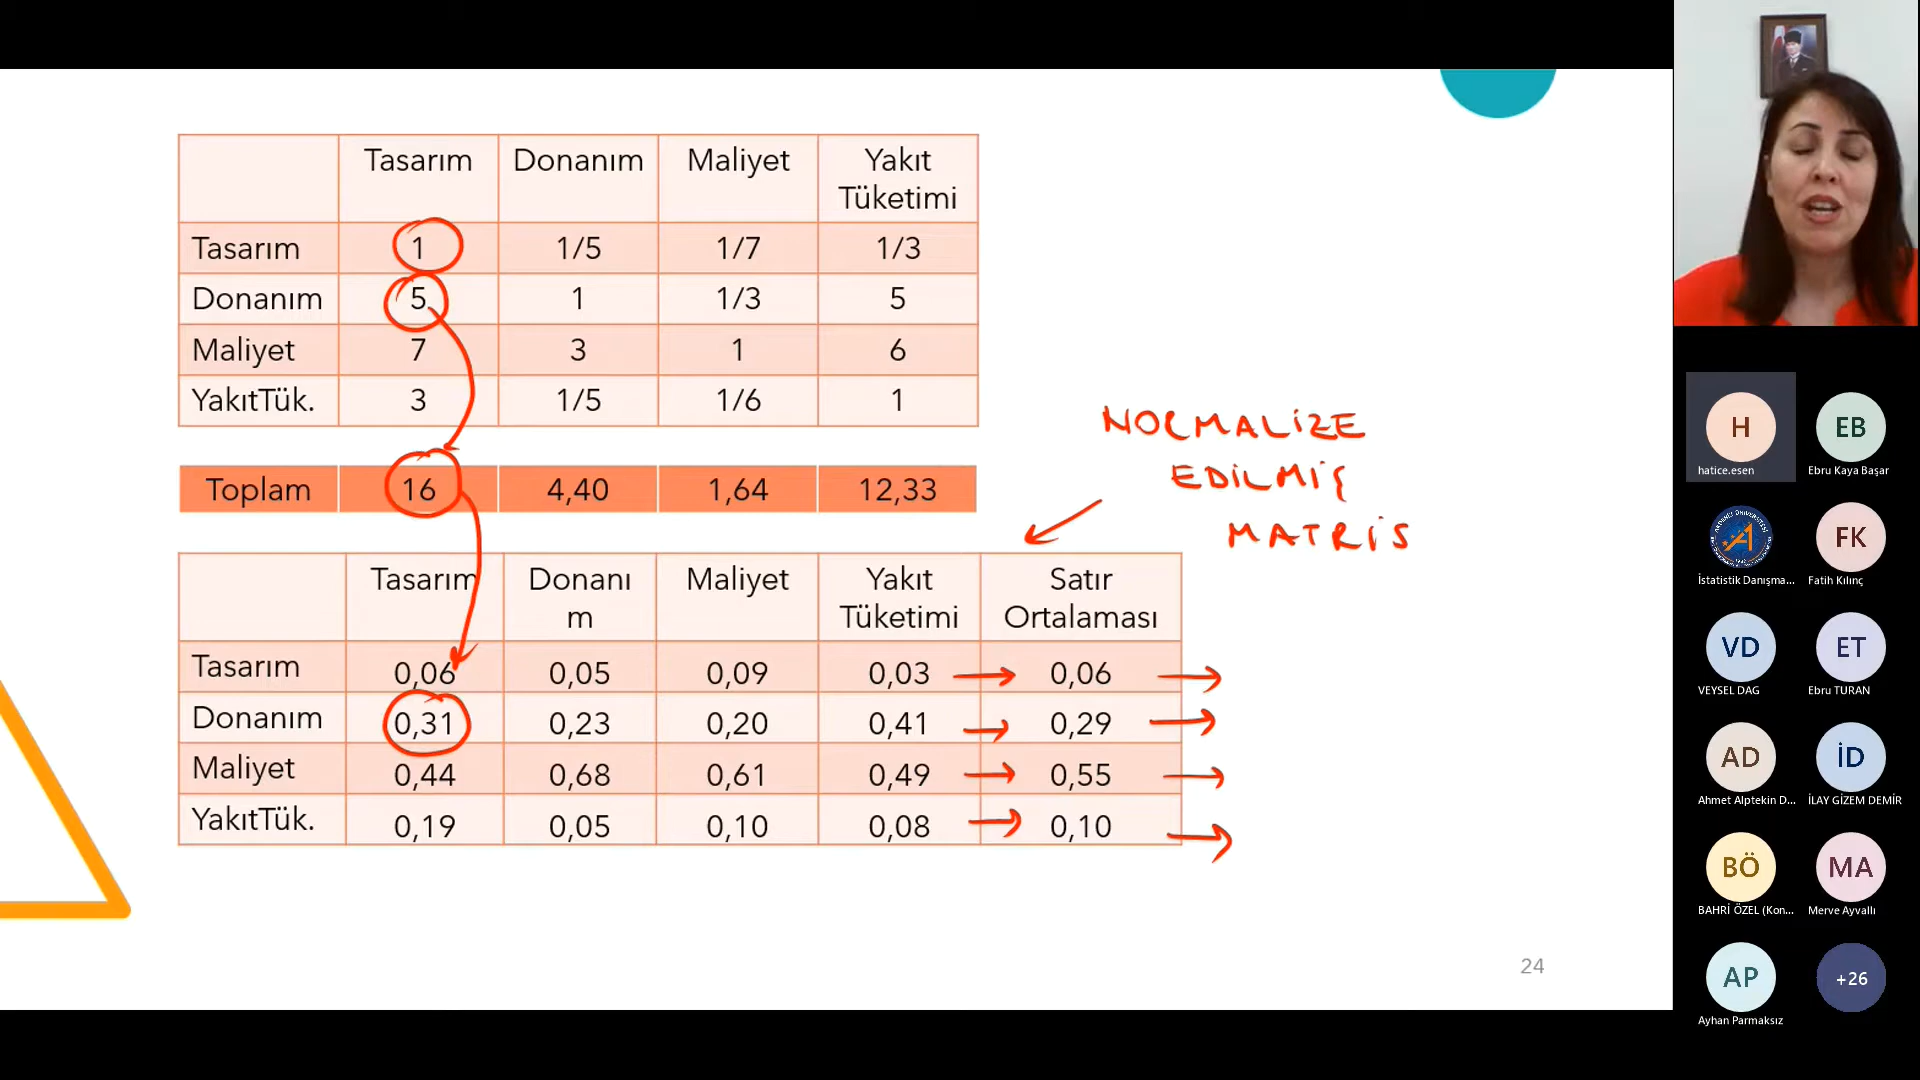 Tasarım Donanım Maliyet Yakıt
Tüketimi
Tasarım 1 1/5 1/7 1/3
Donanım 5 1 1/3 5
Maliyet 7 3 1 6
YakıtTük. 3 1/5 1/6 1
Toplam 16 4,40 1,64 12,33
NORMALİZE
EDİLMİŞ
MATRİS
Tasarım Donanı Maliyet Yakıt Satır
m Tüketimi Ortalaması
Tasarım 0,06 0,05 0,09 0,03 0,06
Donanım 0,31 0,23 0,20 0,41 0,29
Maliyet 0,44 0,68 0,61 0,49 0,55
YakıtTük. 0,19 0,05 0,10 0,08 0,10
24
H EB
hatice.esen Ebru Kaya Başar
FK
İstatistik Danışma... Fatih Kılınç
VD ET
VEYSEL DAG Ebru TURAN
AD İD
Ahmet Alptekin D... İLAY GİZEM DEMİR
BÖ MA
BAHRİ ÖZEL (Kon... Merve Ayvallı
AP +26
Ayhan Parmaksız